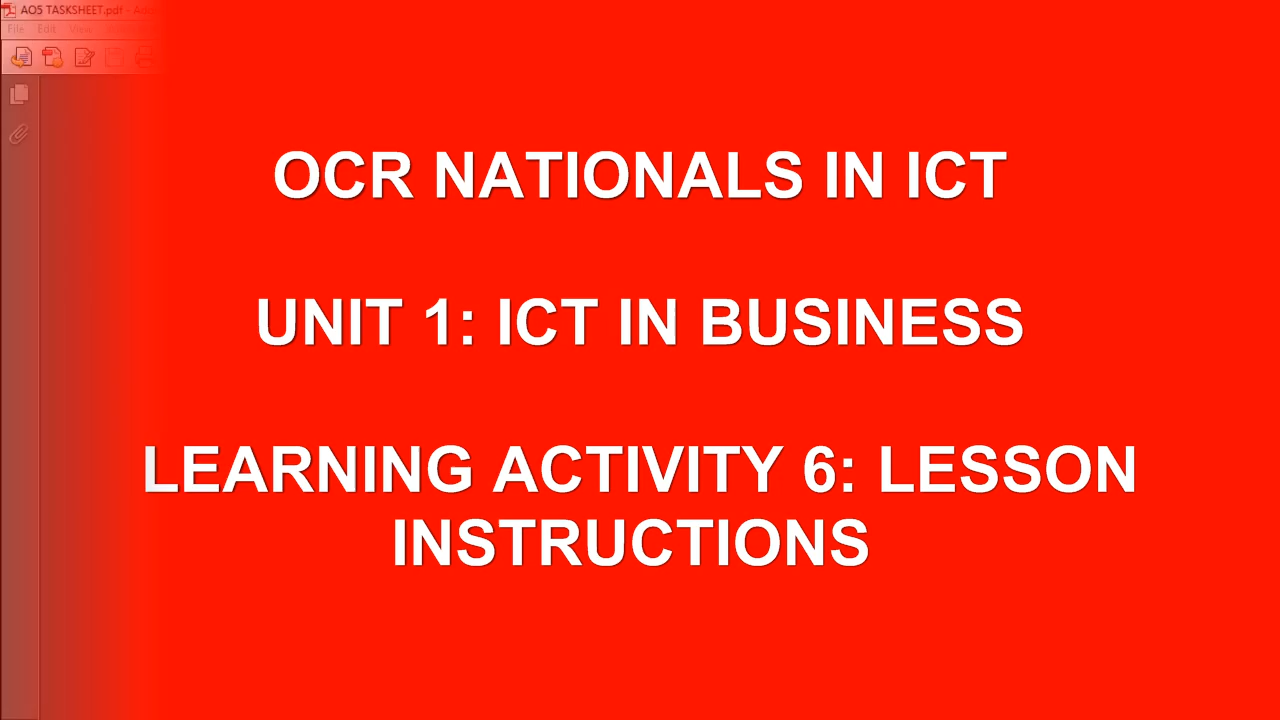 AO5 TASKSHEET.pdf
File Edit View
OCR NATIONALS IN ICT
UNIT 1: ICT IN BUSINESS
LEARNING ACTIVITY 6: LESSON
INSTRUCTIONS